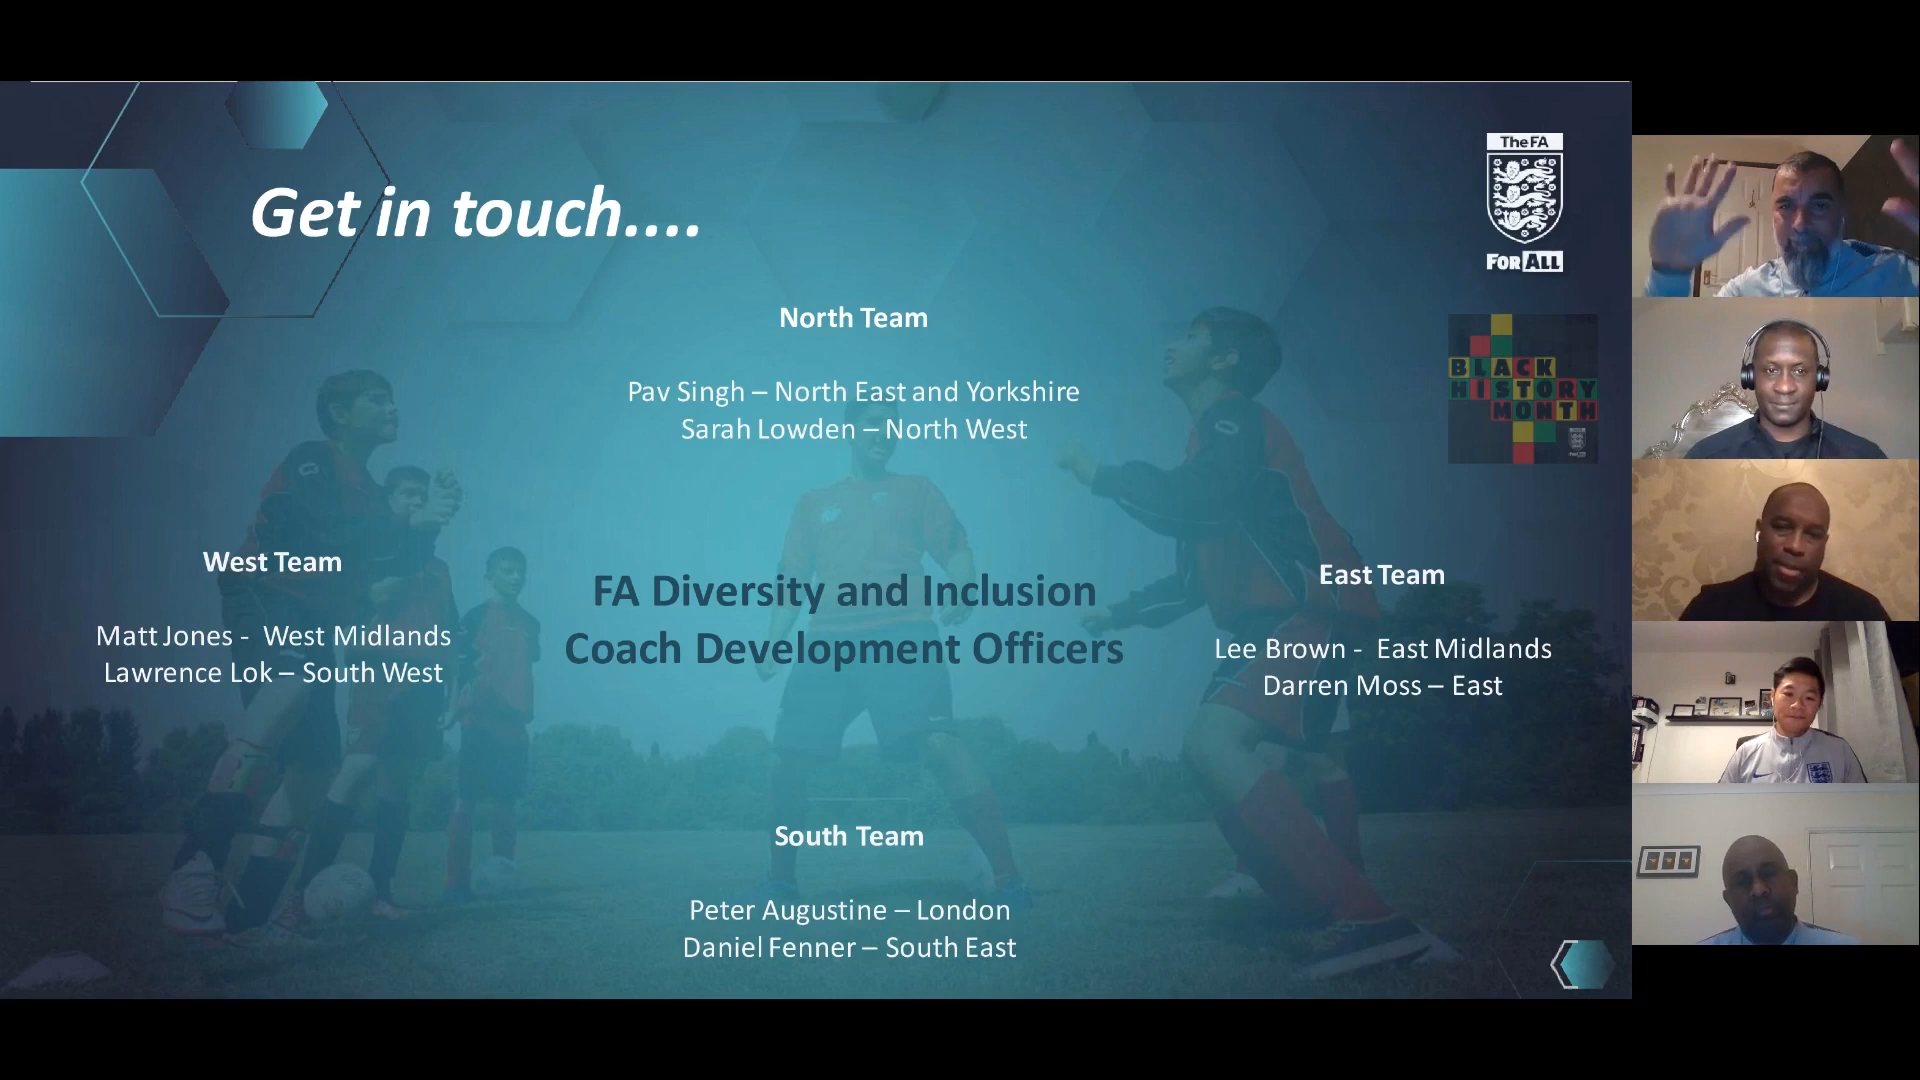 Get in touch....
The FA
FOR ALL
North Team
Pav Singh – North East and Yorkshire
Sarah Lowden – North West
BLACK
HISTORY
MONTH
West Team
Matt Jones - West Midlands
Lawrence Lok – South West
FA Diversity and Inclusion
Coach Development Officers
East Team
Lee Brown - East Midlands
Darren Moss – East
South Team
Peter Augustine – London
Daniel Fenner – South East